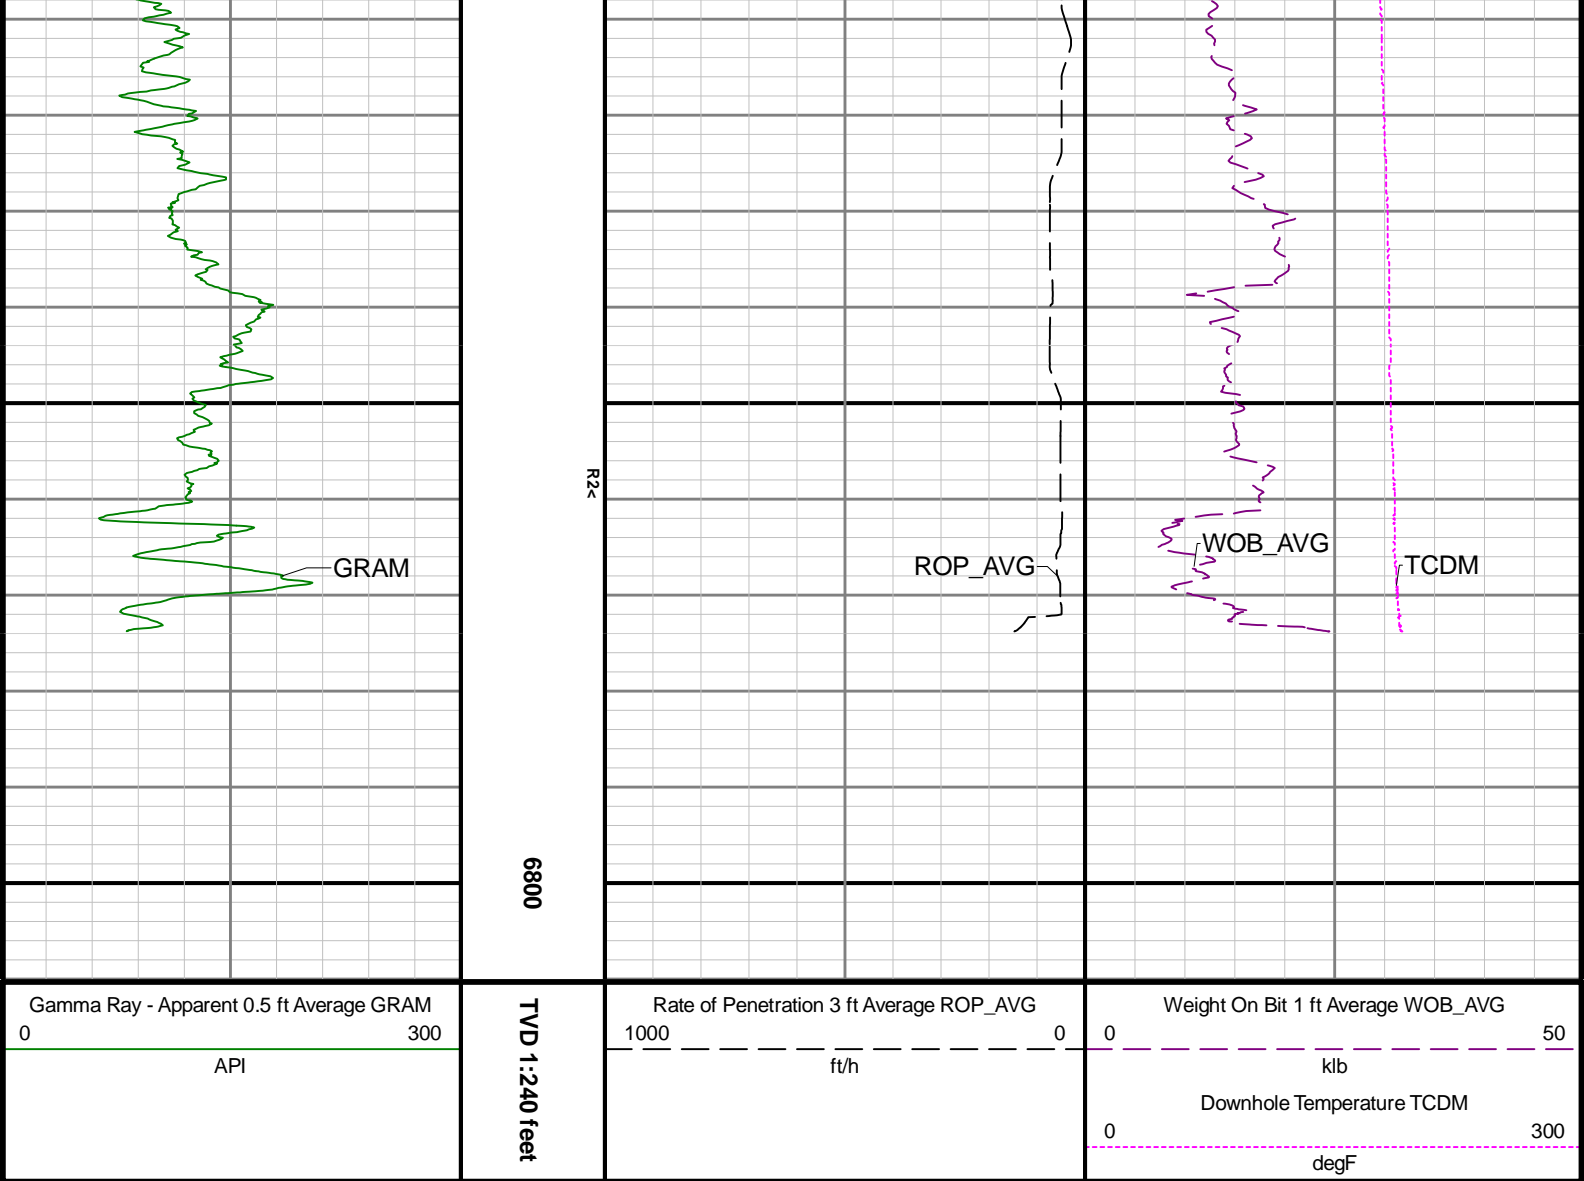 R2<
GRAM
ROP_AVG
WOB_AVG
TCDM
6800
Gamma Ray - Apparent 0.5 ft Average GRAM
0 300
API
TVD 1:240 feet
Rate of Penetration 3 ft Average ROP_AVG
1000 0
ft/h
Weight On Bit 1 ft Average WOB_AVG
0 50
klb
Downhole Temperature TCDM
0 300
degF